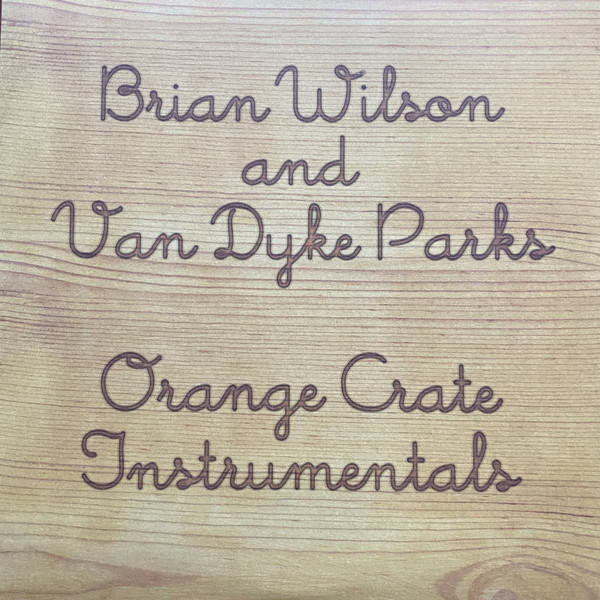 Brian Wilson
and
Van Dyke Parks
Orange Crate
Instrumentals